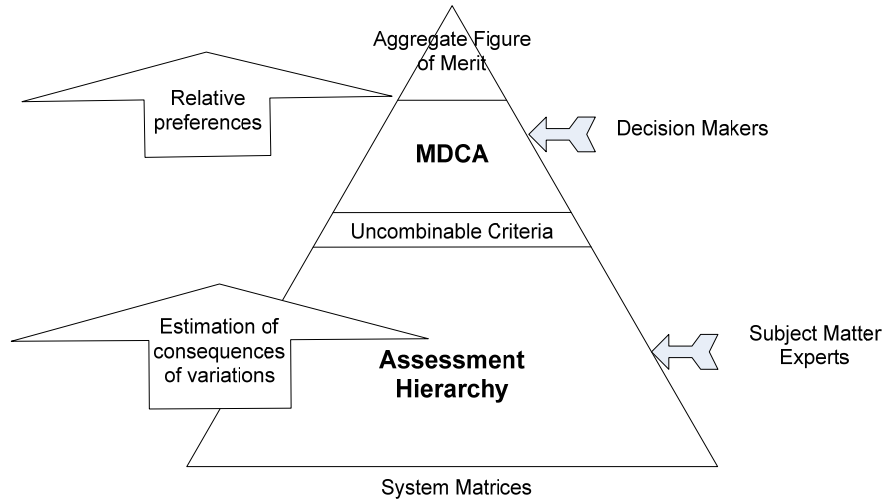 Aggregate Figure
of Merit
Relative
preferences
Decision Makers
MDCA
Uncombinable Criteria
Estimation of
consequences
of variations
Subject Matter
Experts
Assessment
Hierarchy
System Matrices